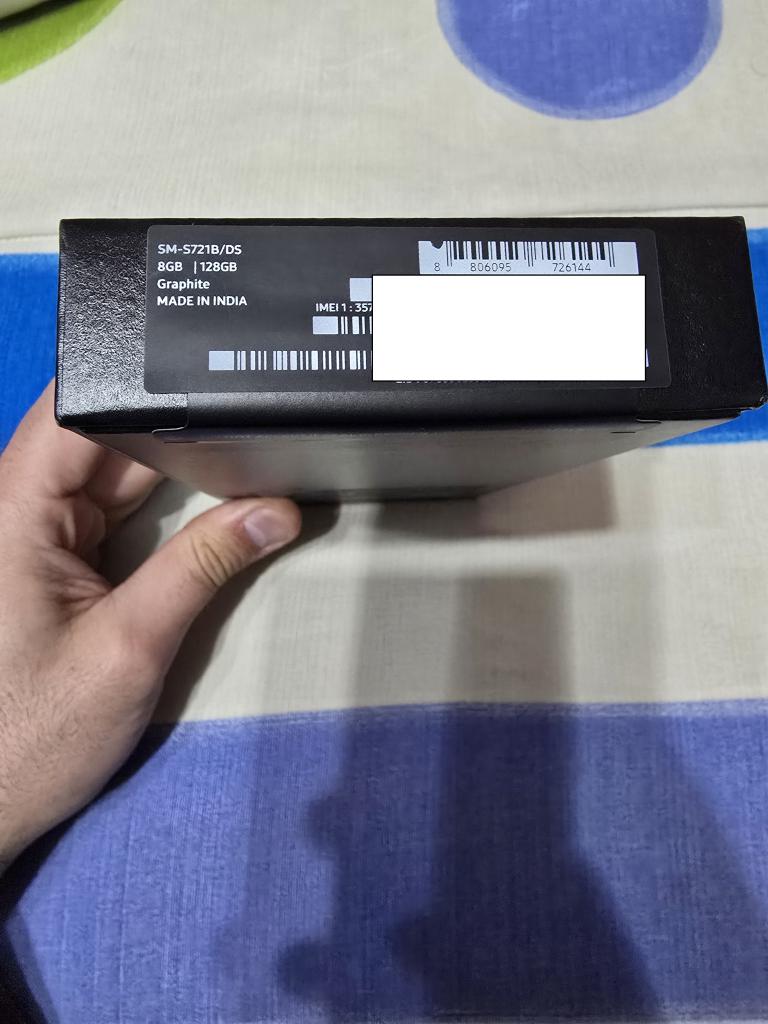 SM-S721B/DS
8GB | 128GB
Graphite
MADE IN INDIA
8 806095 726144
IMEI 1 : 357